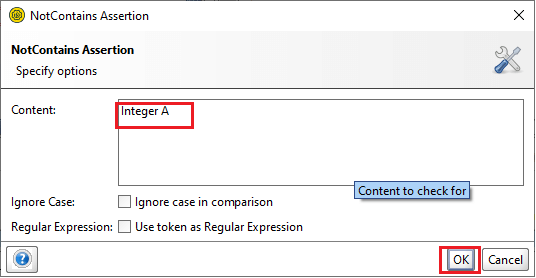 NotContains Assertion
NotContains Assertion
Specify options
Content:
Integer A
Content to check for
Ignore Case: Ignore case in comparison
Regular Expression: Use token as Regular Expression
? OK Cancel